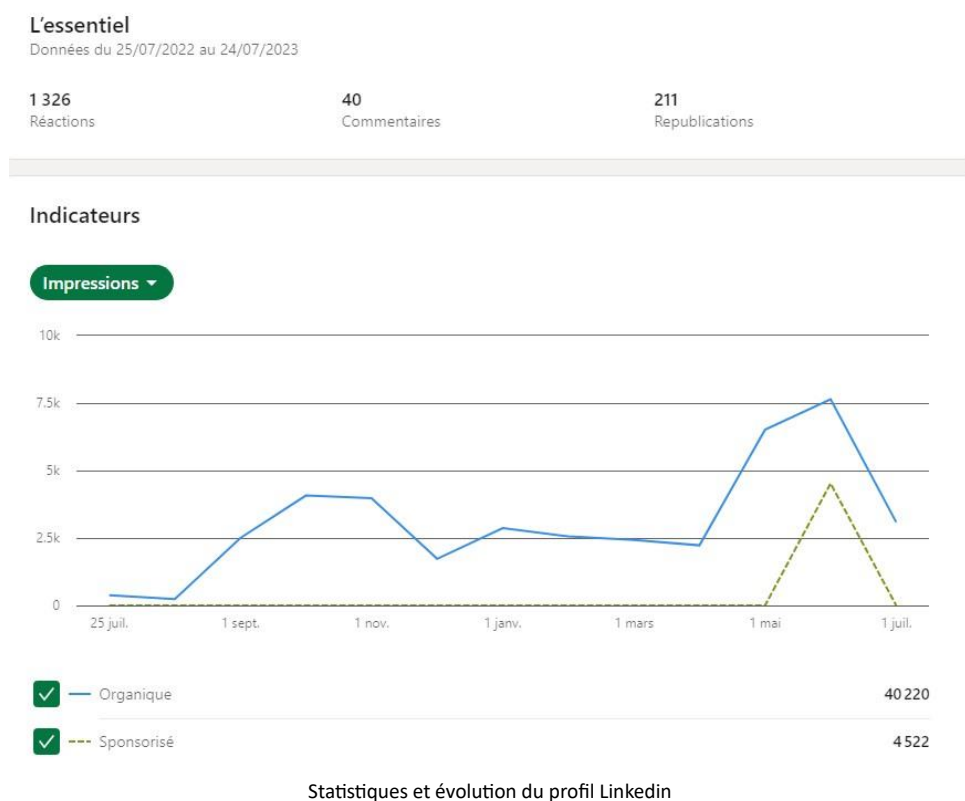 L'essentiel
Données du 25/07/2022 au 24/07/2023
1 326 40 211
Réactions Commentaires Republications
Indicateurs
Impressions
10k
7.5k
5k
2.5k
0
25 juil. 1 sept. 1 nov. 1 janv. 1 mars 1 mai 1 juil.
Organique 40 220
Sponsorisé 4 522
Statistiques et évolution du profil Linkedin